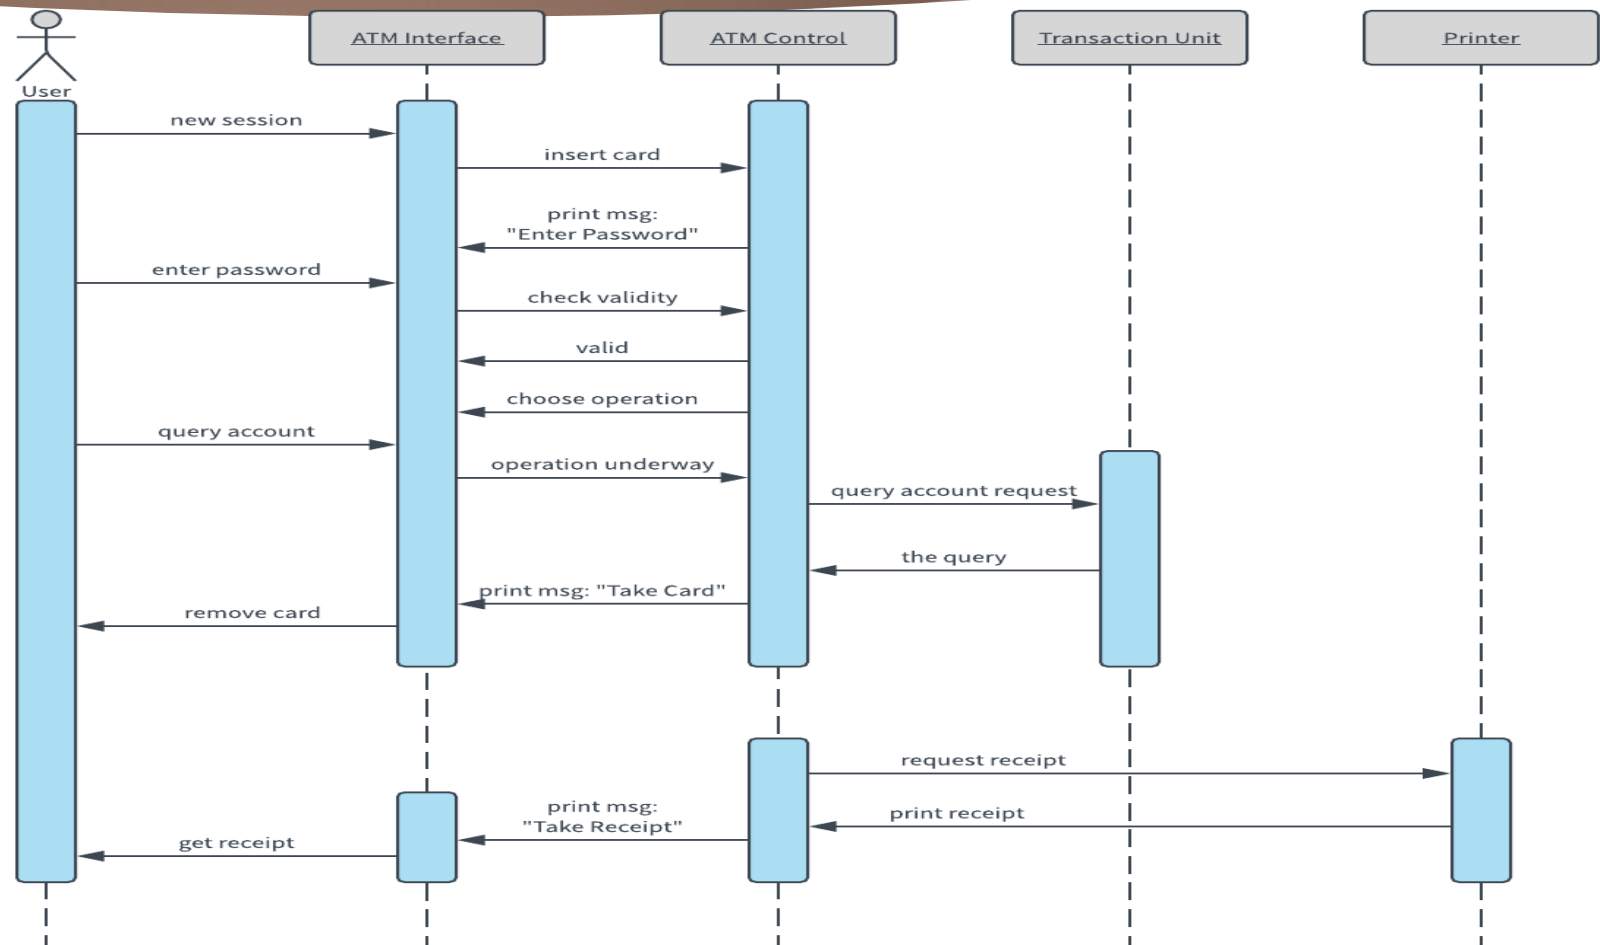 ATM Interface
ATM Control
Transaction Unit
Printer
User
new session
insert card
print msg:
"Enter Password"
enter password
check validity
valid
choose operation
query account
operation underway
query account request
the query
print msg: "Take Card"
remove card
request receipt
print msg:
"Take Receipt"
print receipt
get receipt